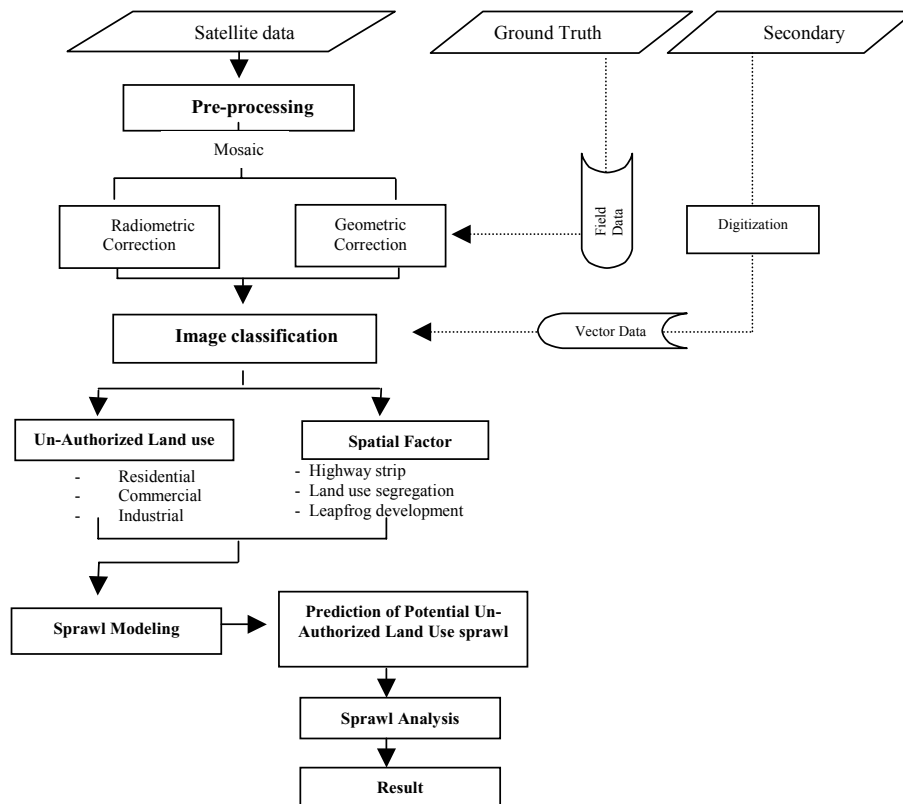 Satellite data
Ground Truth
Secondary
Pre-processing
Mosaic
Radiometric
Correction
Geometric
Correction
Field
Data
Digitization
Image classification
Vector Data
Un-Authorized Land use
- Residential
- Commercial
- Industrial
Spatial Factor
- Highway strip
- Land use segregation
- Leapfrog development
Sprawl Modeling
Prediction of Potential Un-
Authorized Land Use sprawl
Sprawl Analysis
Result